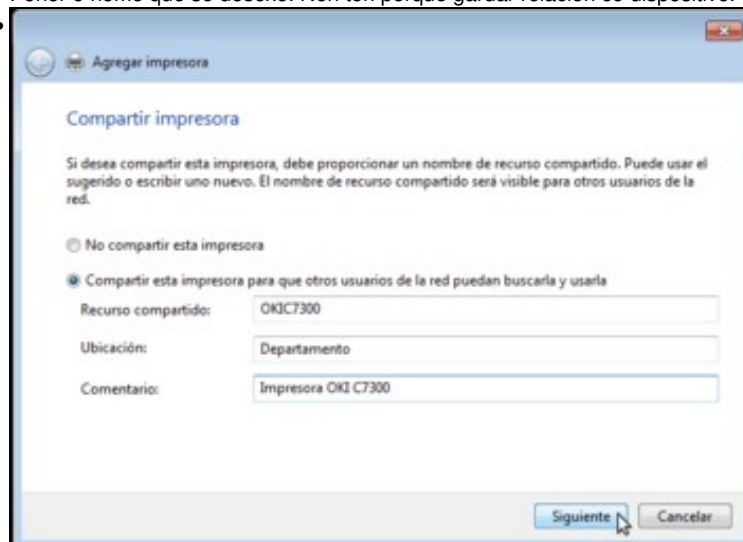 Agregar impresora
Compartir impresora
Si desea compartir esta impresora, debe proporcionar un nombre de recurso compartido. Puede usar el
sugerido o escribir uno nuevo. El nombre de recurso compartido será visible para otros usuarios de la
red.
No compartir esta impresora
Compartir esta impresora para que otros usuarios de la red puedan buscarla y usarla
Recurso compartido: OKIC7300
Ubicación: Departamento
Comentario: Impresora OKI C7300
Siguiente Cancelar